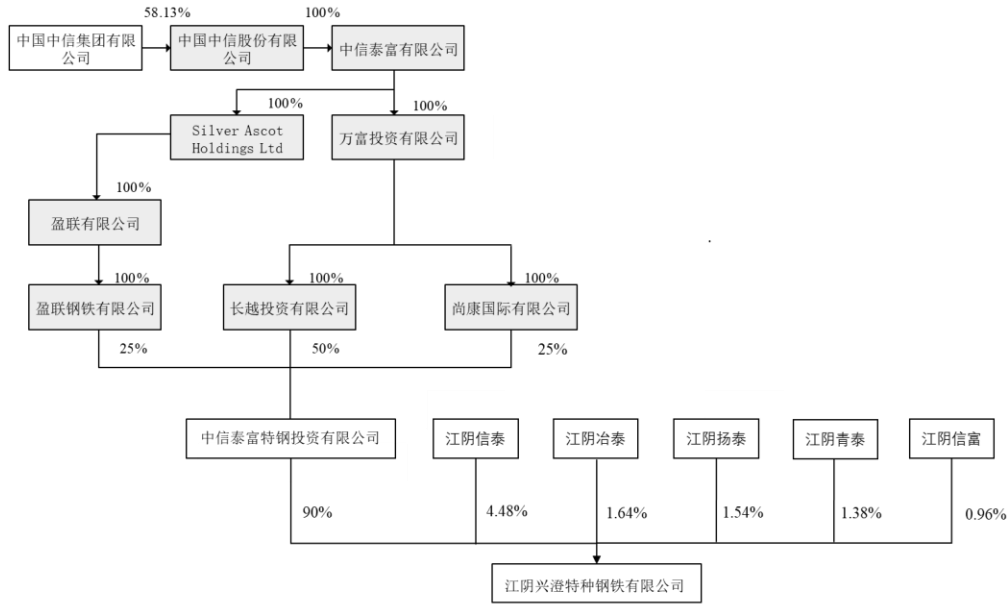 58.13%
100%
中国中信集团有限
公司
中国中信股份有限
公司
中信泰富有限公司
100%
100%
Silver Ascot
Holdings Ltd
万富投资有限公司
100%
盈联有限公司
100%
100%
100%
盈联钢铁有限公司
长越投资有限公司
尚康国际有限公司
25%
50%
25%
中信泰富特钢投资有限公司
江阴信泰
江阴冶泰
江阴扬泰
江阴青泰
江阴信富
90%
4.48%
1.64%
1.54%
1.38%
0.96%
江阴兴澄特种钢铁有限公司